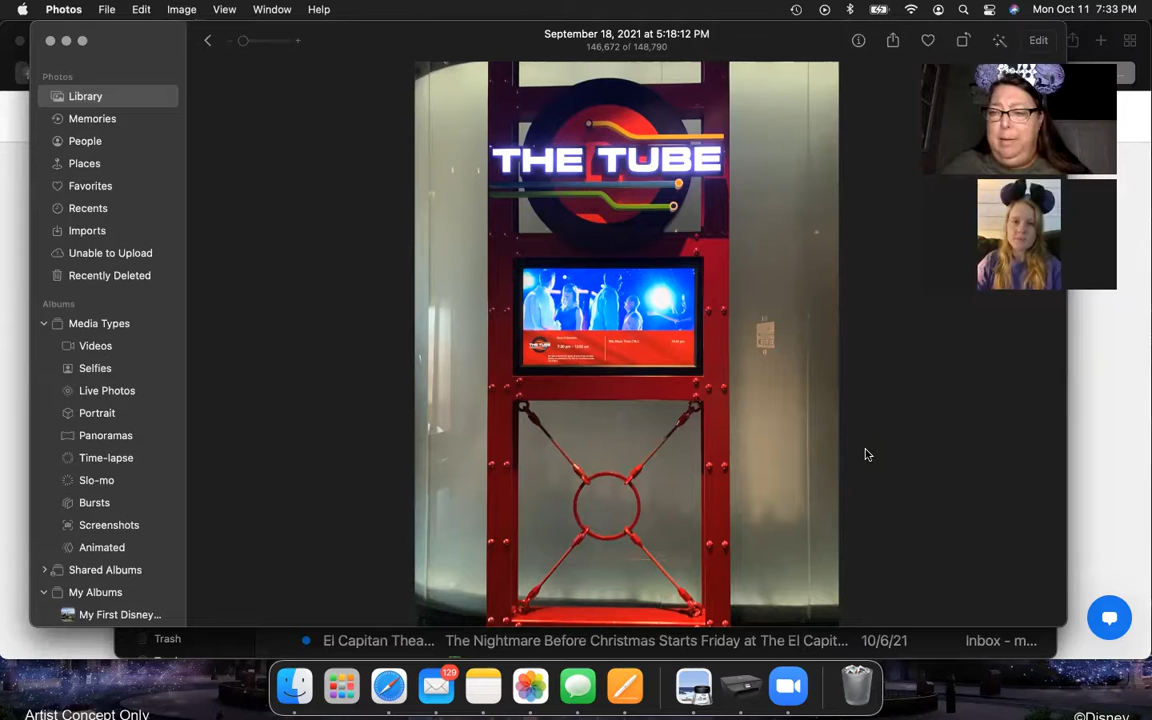 Photos File Edit Image View Window Help Mon Oct 11 7:33 PM
September 18, 2021 at 5:18:12 PM
146,672 of 148,790
Edit
Photos
Library
Memories
People
Places
Favorites
Recents
Imports
Unable to Upload
Recently Deleted
Albums
Media Types
Videos
Selfies
Live Photos
Portrait
Panoramas
Time-lapse
Slo-mo
Bursts
Screenshots
Animated
Shared Albums
My Albums
My First Disney...
THE TUBE
THE TUBE
Trash
El Capitan Thea... The Nightmare Before Christmas Starts Friday at The El Capit... 10/6/21 Inbox - m...
129
Artist Concept Only
©Disney